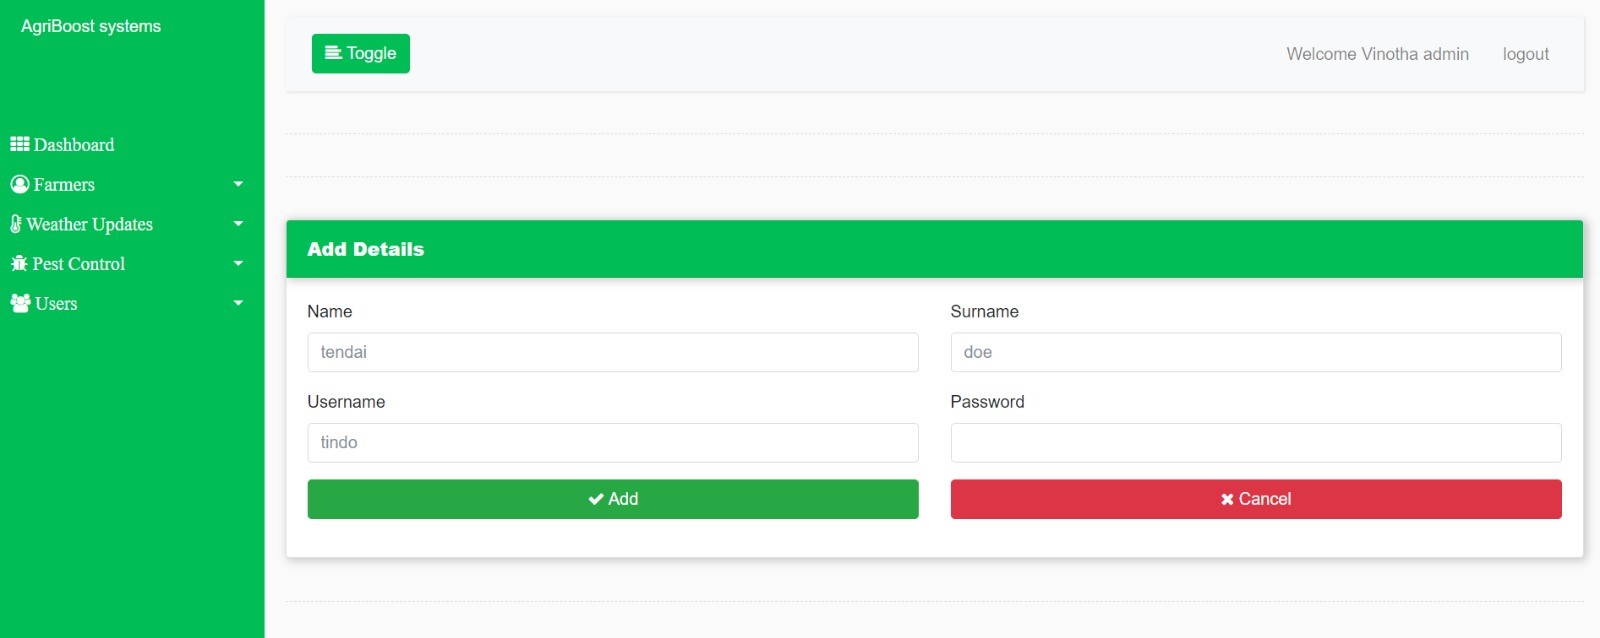 AgriBoost systems
Toggle
Welcome Vinotha admin
logout
Dashboard
Farmers
Weather Updates
Pest Control
Users
Add Details
Name
Surname
tendai
doe
Username
Password
tindo
Add
Cancel